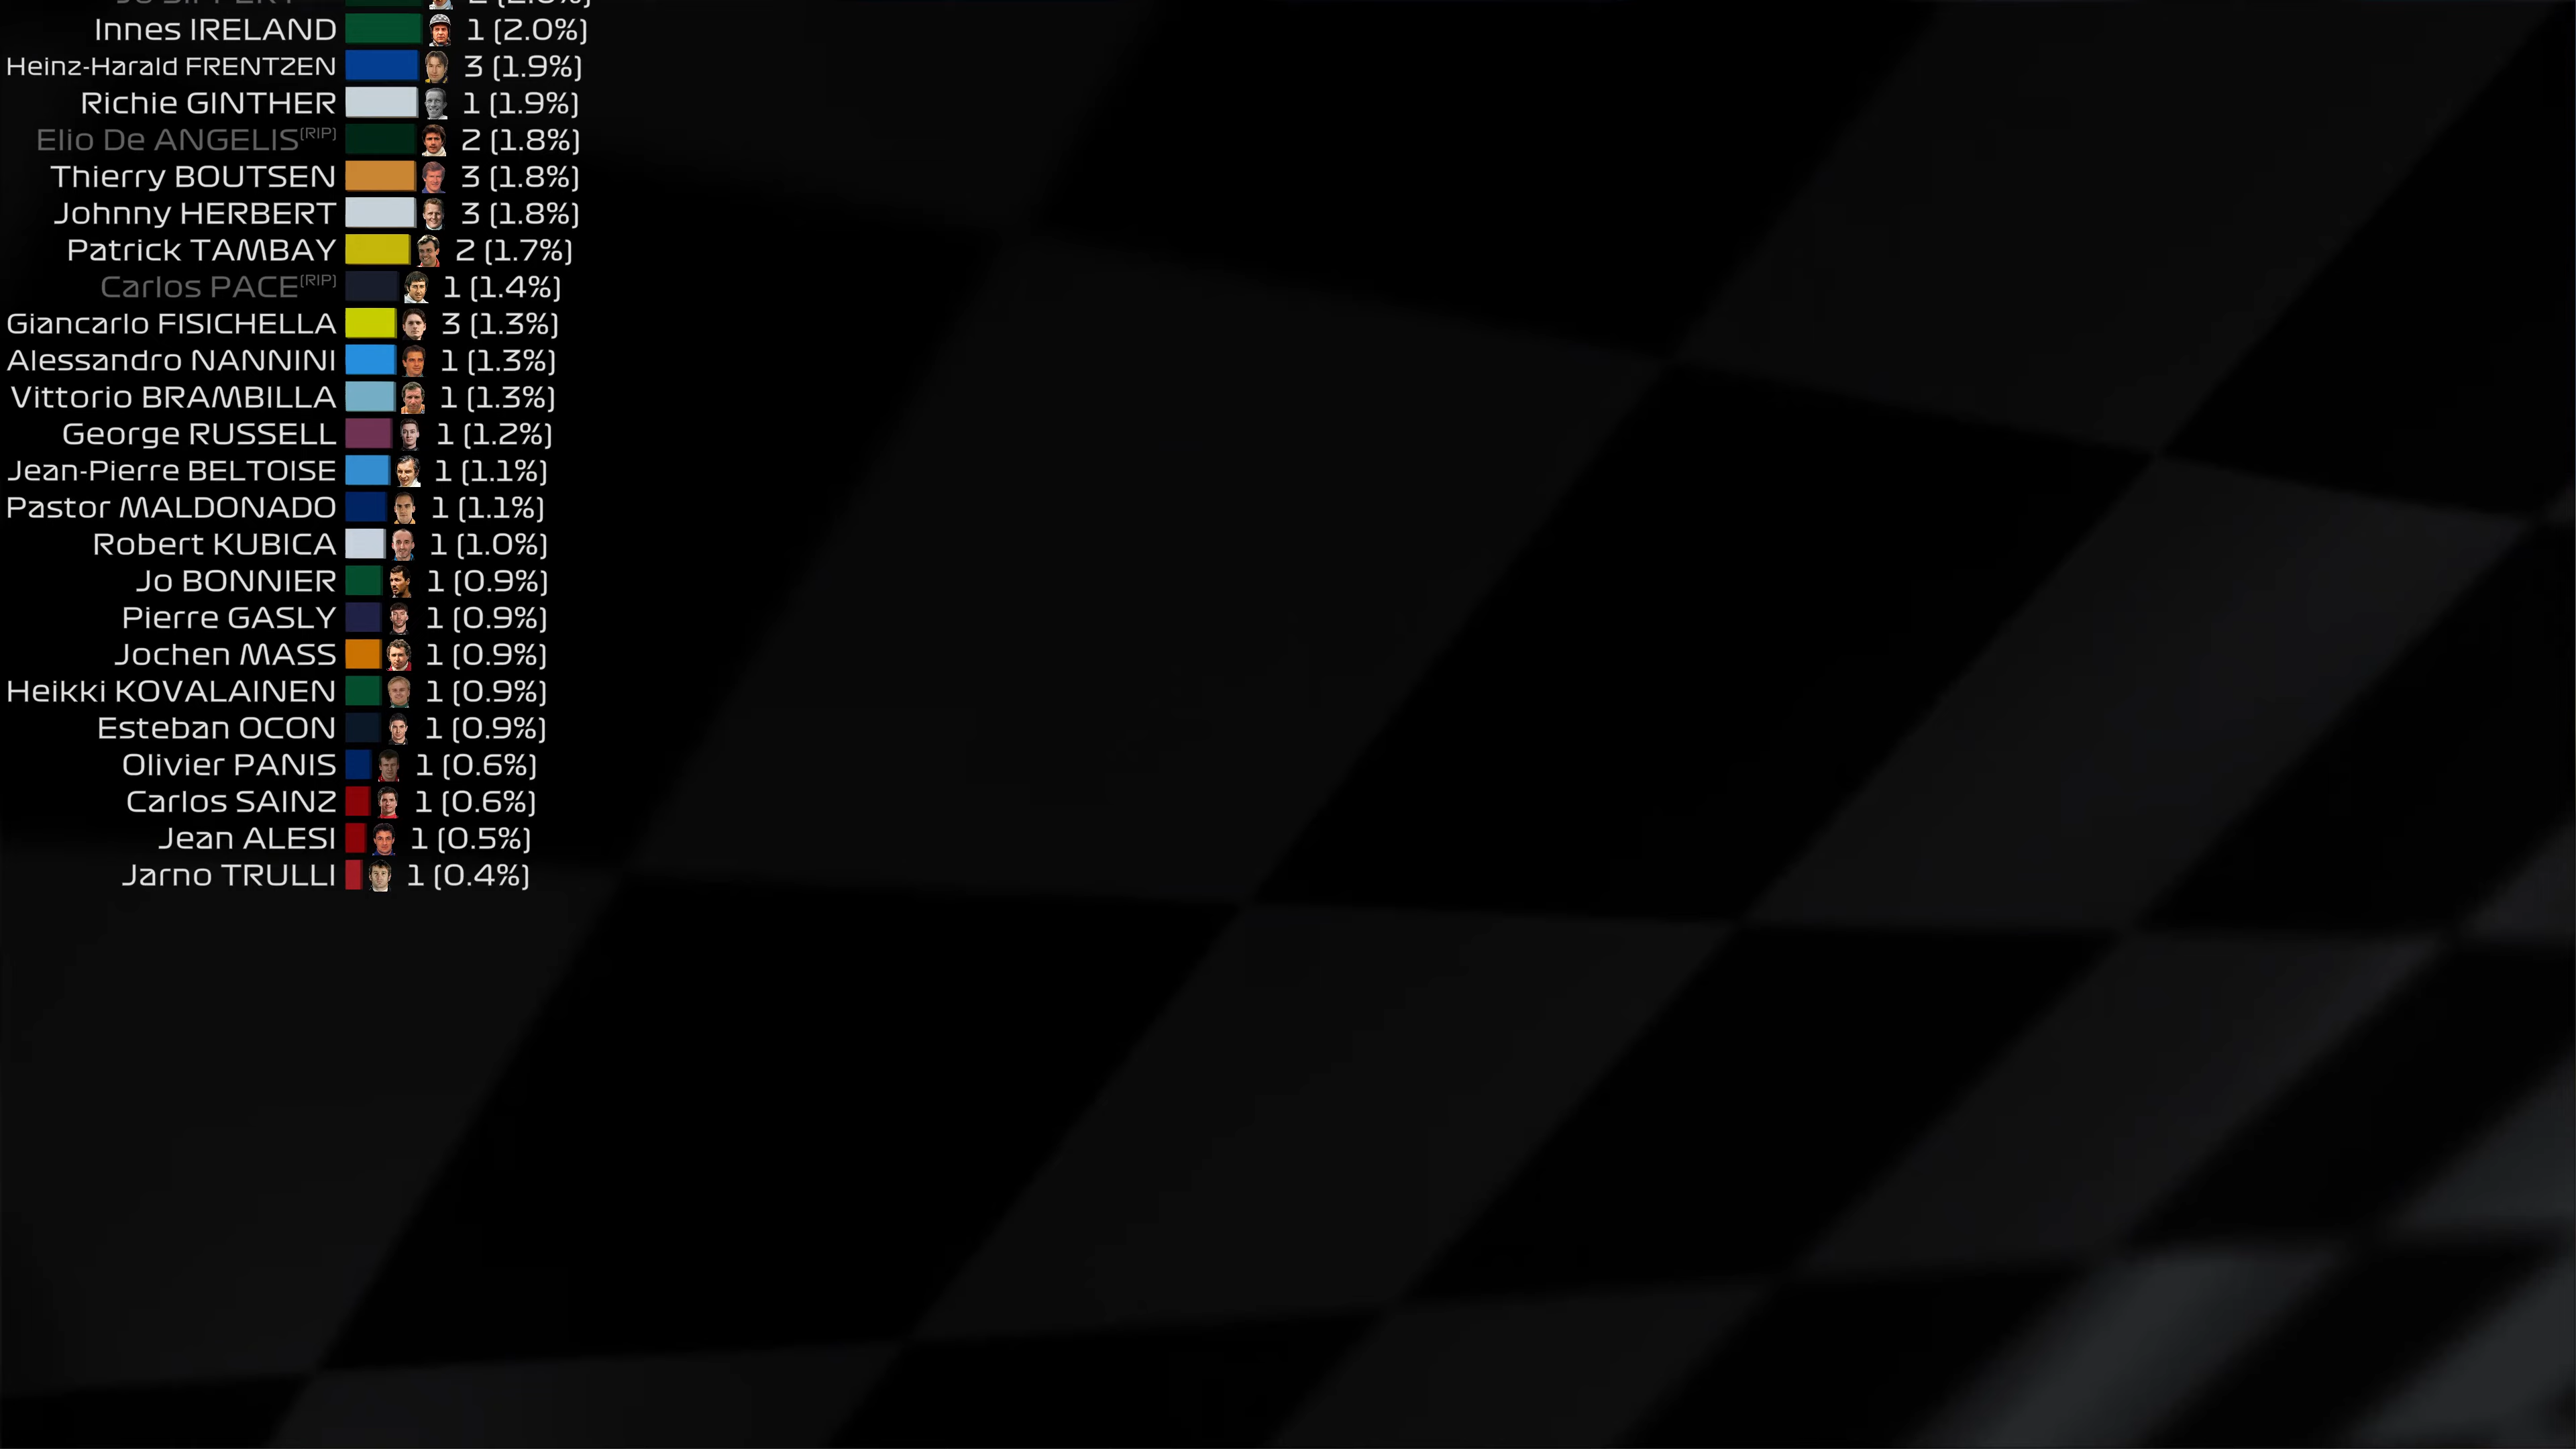 Innes IRELAND 1 (2.0%)
Heinz-Harald FRENTZEN 3 (1.9%)
Richie GINTHER 1 (1.9%)
Elio De ANGELIS(RIP) 2 (1.8%)
Thierry BOUTSEN 3 (1.8%)
Johnny HERBERT 3 (1.8%)
Patrick TAMBAY 2 (1.7%)
Carlos PACE(RIP) 1 (1.4%)
Giancarlo FISICHELLA 3 (1.3%)
Alessandro NANNINI 1 (1.3%)
Vittorio BRAMBILLA 1 (1.3%)
George RUSSELL 1 (1.2%)
Jean-Pierre BELTOISE 1 (1.1%)
Pastor MALDONADO 1 (1.1%)
Robert KUBICA 1 (1.0%)
Jo BONNIER 1 (0.9%)
Pierre GASLY 1 (0.9%)
Jochen MASS 1 (0.9%)
Heikki KOVALAINEN 1 (0.9%)
Esteban OCON 1 (0.9%)
Olivier PANIS 1 (0.6%)
Carlos SAINZ 1 (0.6%)
Jean ALESI 1 (0.5%)
Jarno TRULLI 1 (0.4%)